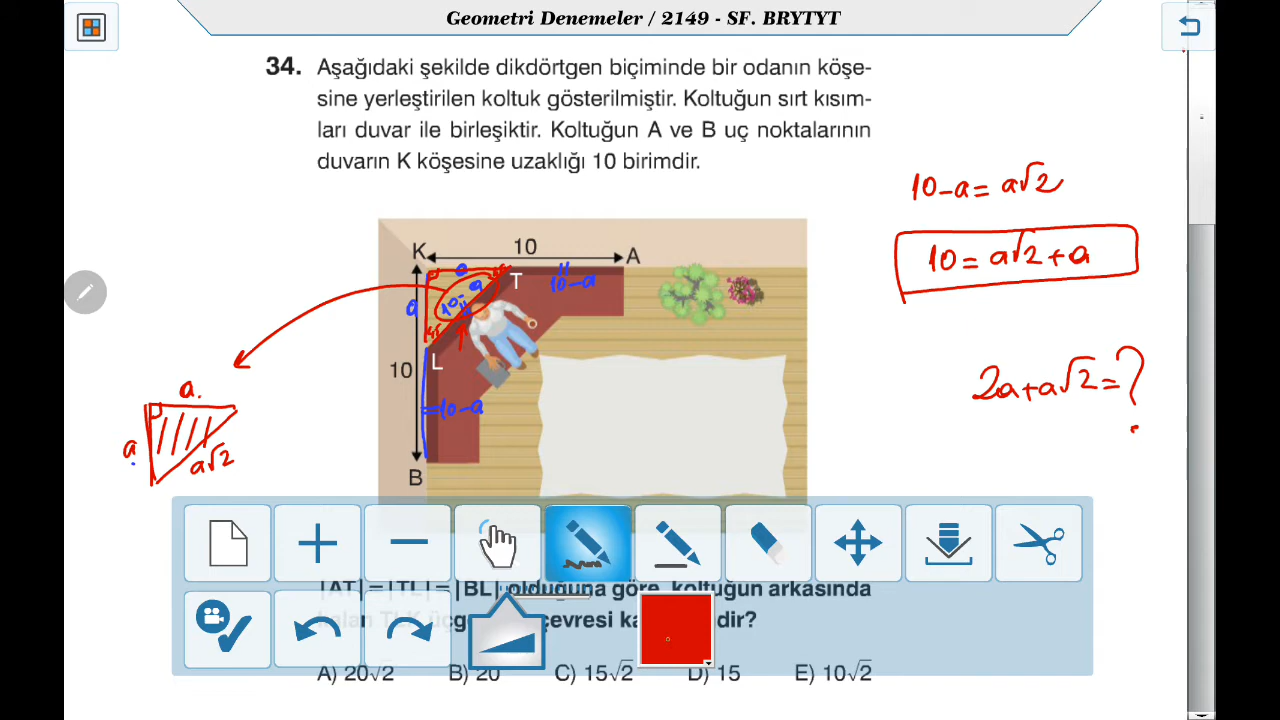 Geometri Denemeler / 2149 - SF. BRYTYT
34. Aşağıdaki şekilde dikdörtgen biçiminde bir odanın köşe-
sine yerleştirilen koltuk gösterilmiştir. Koltuğun sırt kısım-
ları duvar ile birleşiktir. Koltuğun A ve B uç noktalarının
duvarın K köşesine uzaklığı 10 birimdir.
10-a=a√2
10=a√2+a
2a+a√2=?
K
10
A
a
T
10-a
a
L
10
=10-a
B
a
a
a√2
|AT| = |TL| = |BL| olduğuna göre, koltuğun arkasında
A) 20√2 B) 20 C) 15√2 D) 15 E) 10√2